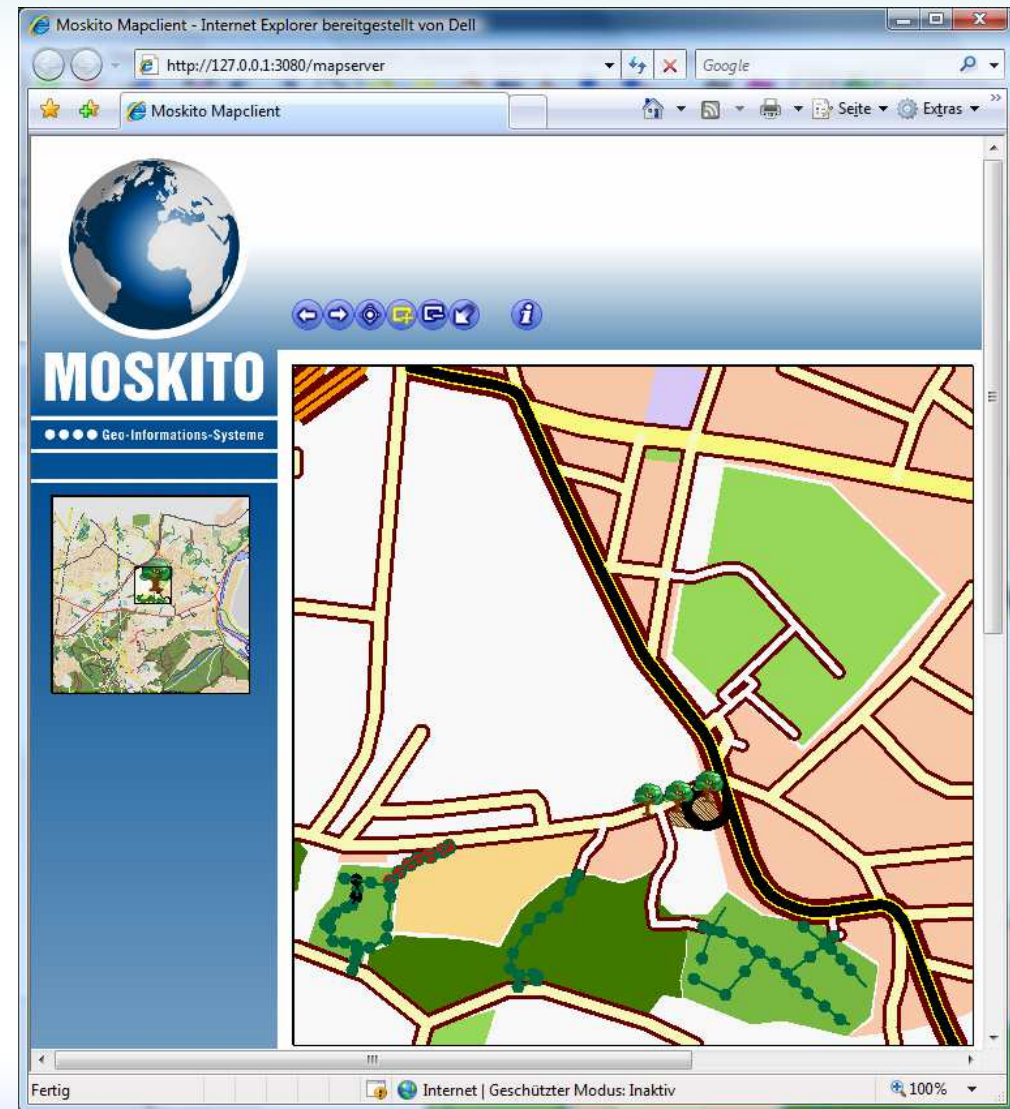 Moskito Mapclient - Internet Explorer bereitgestellt von Dell
http://127.0.0.1:3080/mapserver
Google
Moskito Mapclient
Seite
Extras
MOSKITO
Geo-Informations-Systeme
Fertig
Internet | Geschützter Modus: Inaktiv
100%